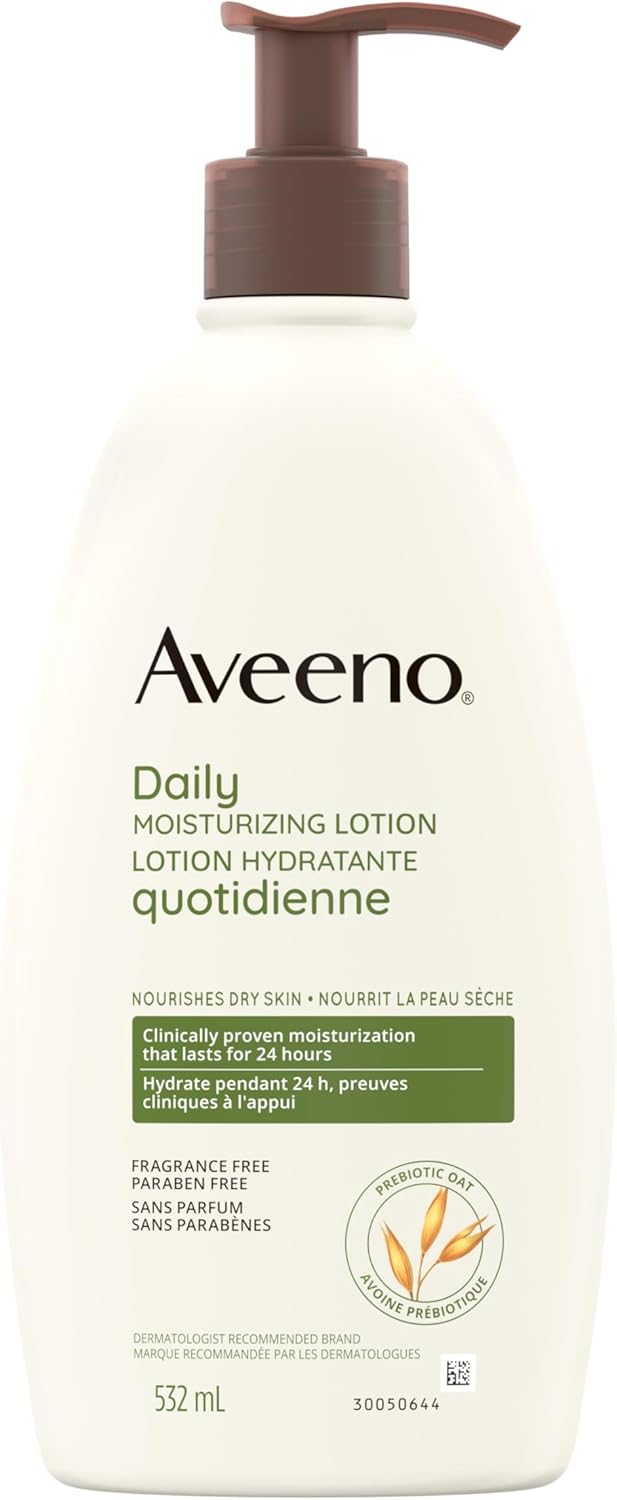 Aveeno®
Daily
MOISTURIZING LOTION
LOTION HYDRATANTE
quotidienne
NOURISHES DRY SKIN • NOURRIT LA PEAU SÈCHE
Clinically proven moisturization
that lasts for 24 hours
Hydrate pendant 24 h, preuves
cliniques à l'appui
FRAGRANCE FREE
PARABEN FREE
SANS PARFUM
SANS PARABÈNES
PREBIOTIC OAT
AVOINE PRÉBIOTIQUE
DERMATOLOGIST RECOMMENDED BRAND
MARQUE RECOMMANDÉE PAR LES DERMATOLOGUES
532 mL
30050644